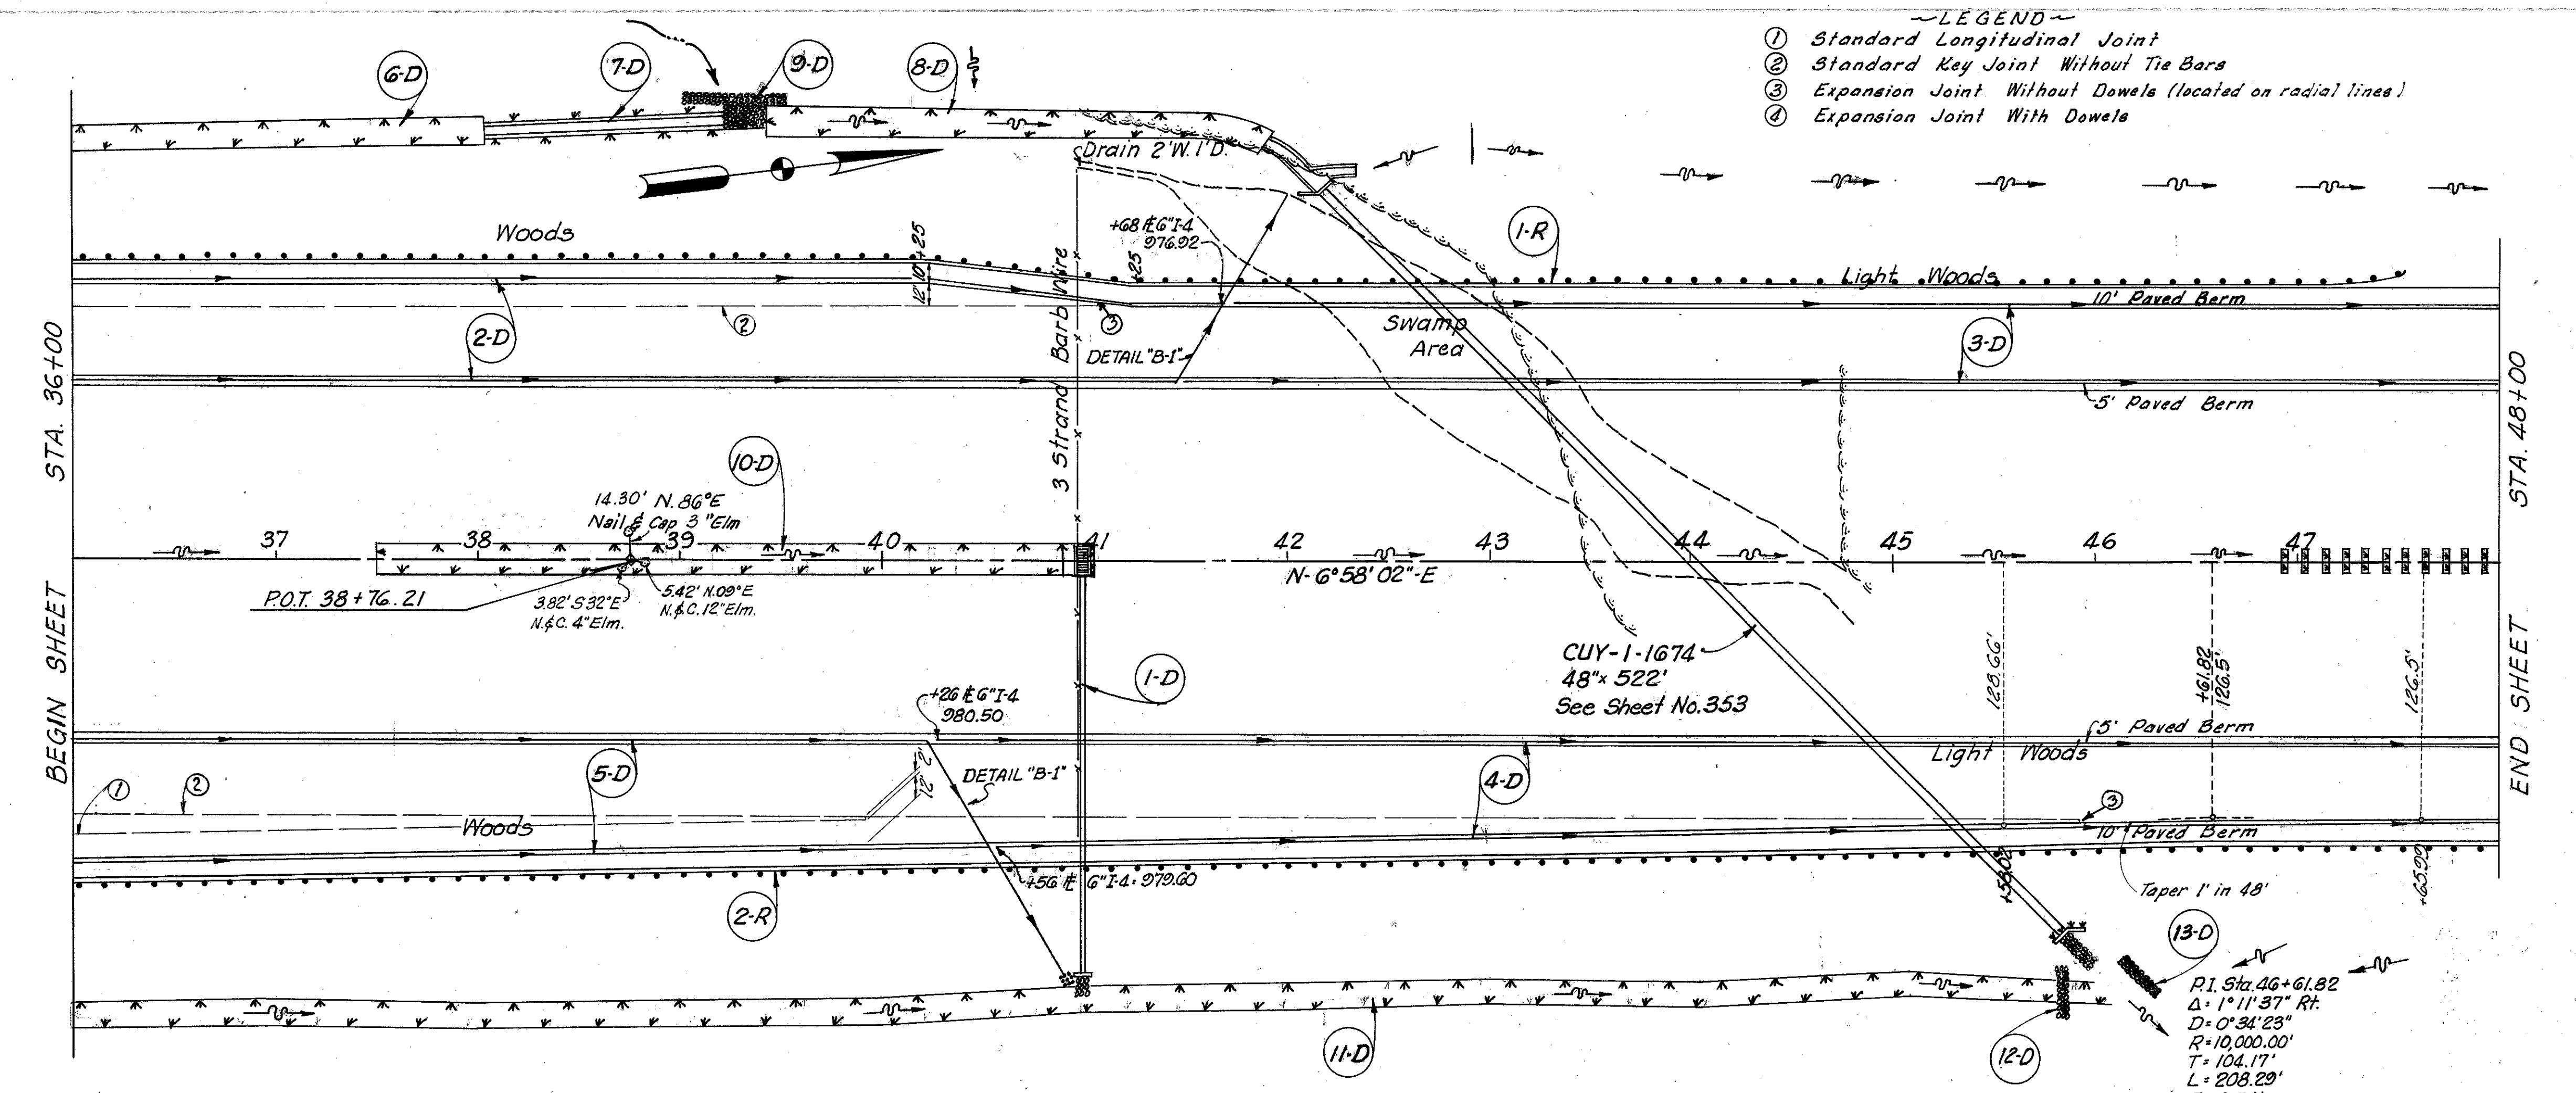 ~LEGEND~
① Standard Longitudinal Joint
② Standard Key Joint Without Tie Bars
③ Expansion Joint Without Dowels (located on radial lines)
④ Expansion Joint With Dowels
6-D
7-D
9-D
8-D
Drain 2'W. 1'D.
Woods
+25
10'
12'
+68 ⅊ 6"I-4
976.92
+25
1-R
Light Woods
10' Paved Berm
②
③
2-D
3 Strand Barb Wire
DETAIL "B-1"
Swamp
Area
3-D
5' Paved Berm
BEGIN SHEET STA. 36+00
END SHEET STA. 48+00
10-D
14.30' N. 86°E
Nail & Cap 3"Elm
37
38
39
40
41
42
43
44
45
46
47
N-6°58'02"-E
P.O.T. 38+76.21
3.82' S 32°E
N.&C. 4"Elm.
5.42' N.09°E
N.&C. 12"Elm.
1-D
CUY-1-1674
48"x 522'
See Sheet No.353
128.66'
+61.82
126.5'
126.5'
+26 ⅊ 6"I-4
980.50
5' Paved Berm
Light Woods
5-D
2'
12'
DETAIL "B-1"
4-D
①
②
Woods
③
10' Paved Berm
+56 ⅊ 6"I-4 = 979.60
+58.02
+65.99
Taper 1' in 48'
2-R
13-D
11-D
12-D
P.I. Sta. 46+61.82
Δ = 1°11'37" Rt.
D = 0°34'23"
R = 10,000.00'
T = 104.17'
L = 208.29'